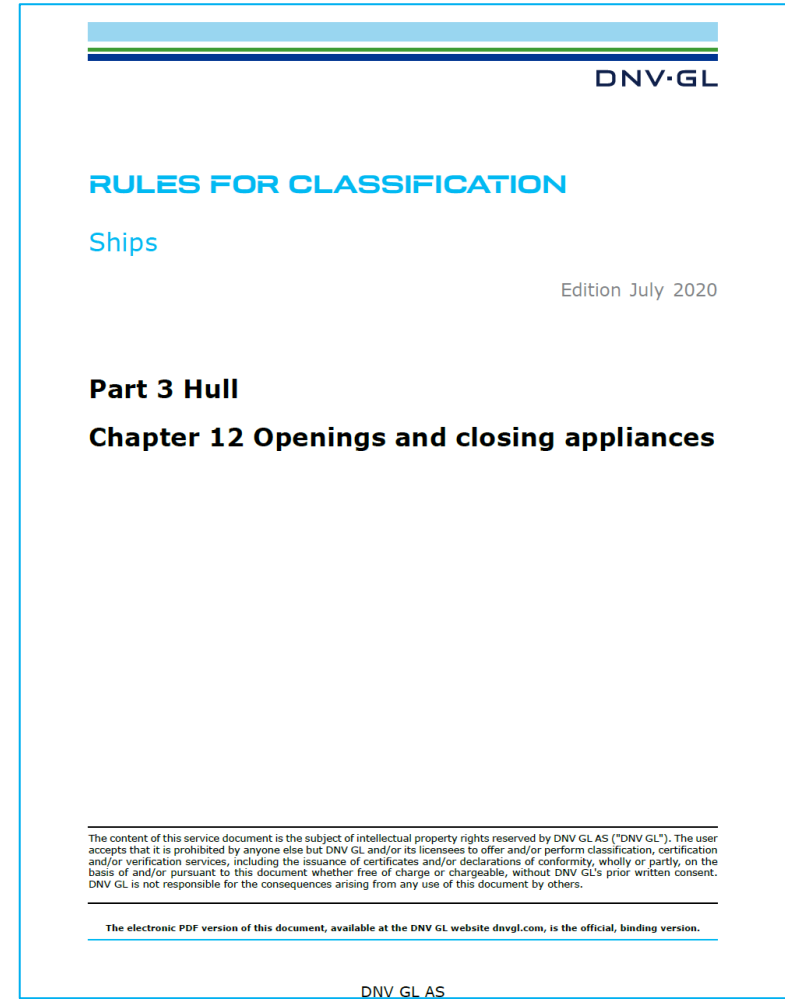 DNV·GL
RULES FOR CLASSIFICATION
Ships
Edition July 2020
Part 3 Hull
Chapter 12 Openings and closing appliances
The content of this service document is the subject of intellectual property rights reserved by DNV GL AS ("DNV GL"). The user
accepts that it is prohibited by anyone else but DNV GL and/or its licensees to offer and/or perform classification, certification
and/or verification services, including the issuance of certificates and/or declarations of conformity, wholly or partly, on the
basis of and/or pursuant to this document whether free of charge or chargeable, without DNV GL's prior written consent.
DNV GL is not responsible for the consequences arising from any use of this document by others.
The electronic PDF version of this document, available at the DNV GL website dnvgl.com, is the official, binding version.
DNV GL AS